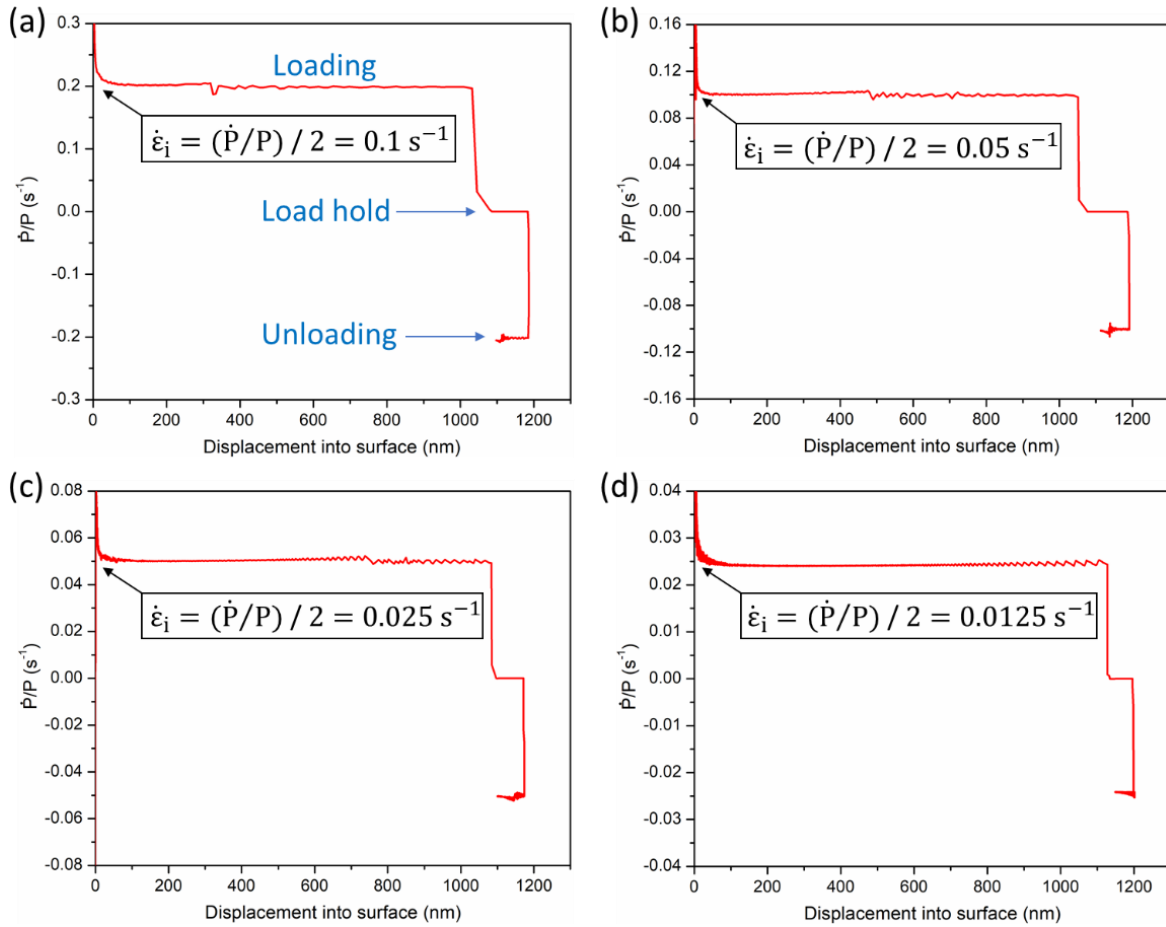 (a)
0.3
0.2
0.1
0.0
-0.1
-0.2
-0.3
Ṗ/P (s⁻¹)
Loading
ε̇ᵢ = (Ṗ/P) / 2 = 0.1 s⁻¹
Load hold
Unloading
0 200 400 600 800 1000 1200
Displacement into surface (nm)
(b)
0.16
0.12
0.08
0.04
0.00
-0.04
-0.08
-0.12
-0.16
Ṗ/P (s⁻¹)
ε̇ᵢ = (Ṗ/P) / 2 = 0.05 s⁻¹
0 200 400 600 800 1000 1200
Displacement into surface (nm)
(c)
0.08
0.06
0.04
0.02
0.00
-0.02
-0.04
-0.06
-0.08
Ṗ/P (s⁻¹)
ε̇ᵢ = (Ṗ/P) / 2 = 0.025 s⁻¹
0 200 400 600 800 1000 1200
Displacement into surface (nm)
(d)
0.04
0.03
0.02
0.01
0.00
-0.01
-0.02
-0.03
-0.04
Ṗ/P (s⁻¹)
ε̇ᵢ = (Ṗ/P) / 2 = 0.0125 s⁻¹
0 200 400 600 800 1000 1200
Displacement into surface (nm)